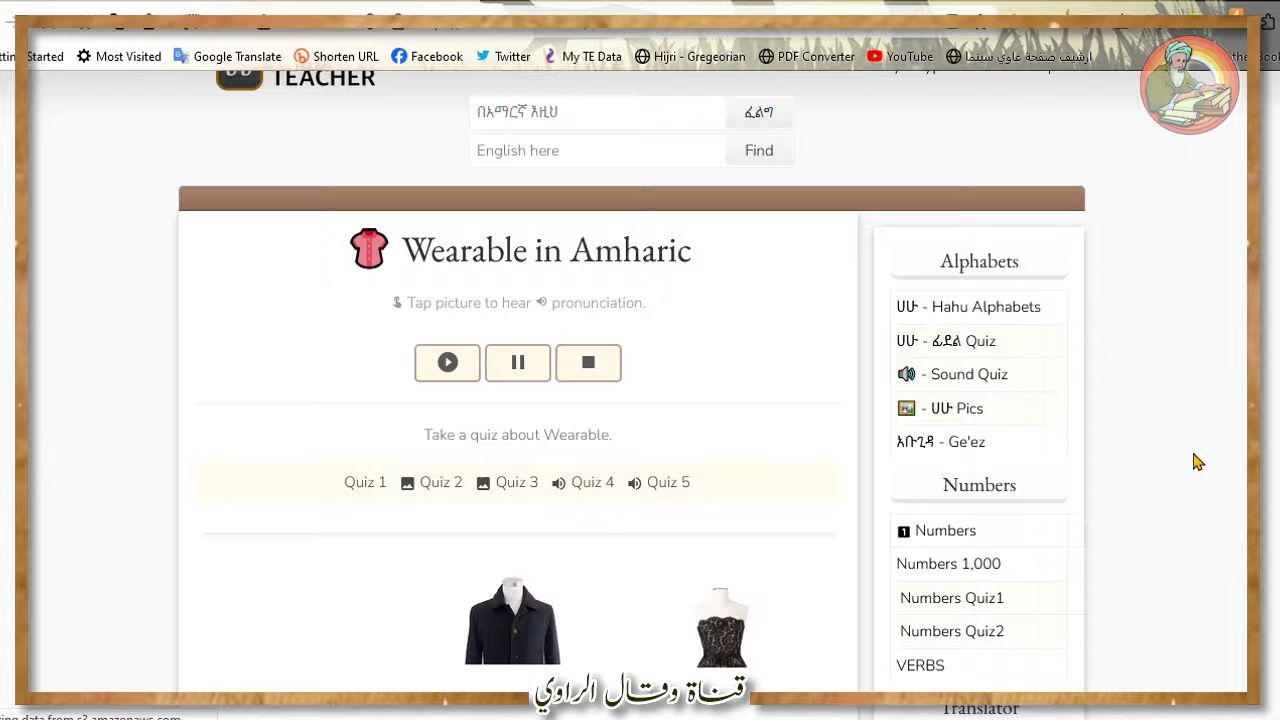 Started Most Visited Google Translate Shorten URL Facebook Twitter My TE Data Hijri - Gregeorian PDF Converter YouTube ارشيف صفحة غاوي سينما
TEACHER
በአማርኛ እዚህ ፈልግ
English here Find
Wearable in Amharic
Tap picture to hear pronunciation.
Take a quiz about Wearable.
Quiz 1 Quiz 2 Quiz 3 Quiz 4 Quiz 5
Alphabets
ሀሁ - Hahu Alphabets
ሀሁ - ፊደል Quiz
- Sound Quiz
- ሀሁ Pics
አቡጊዳ - Ge'ez
Numbers
1 Numbers
Numbers 1,000
Numbers Quiz1
Numbers Quiz2
VERBS
Translator
قناة وقال الراوي